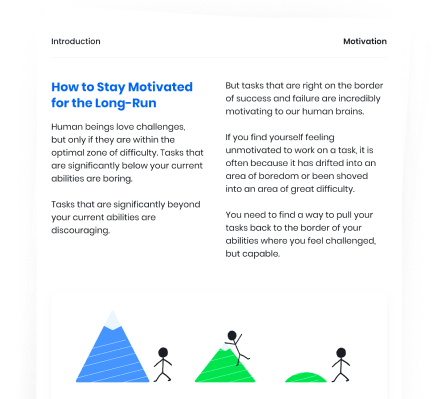 Introduction
Motivation
How to Stay Motivated
for the Long-Run
Human beings love challenges,
but only if they are within the
optimal zone of difficulty. Tasks that
are significantly below your current
abilities are boring.
Tasks that are significantly beyond
your current abilities are
discouraging.
But tasks that are right on the border
of success and failure are incredibly
motivating to our human brains.
If you find yourself feeling
unmotivated to work on a task, it is
often because it has drifted into an
area of boredom or been shoved
into an area of great difficulty.
You need to find a way to pull your
tasks back to the border of your
abilities where you feel challenged,
but capable.